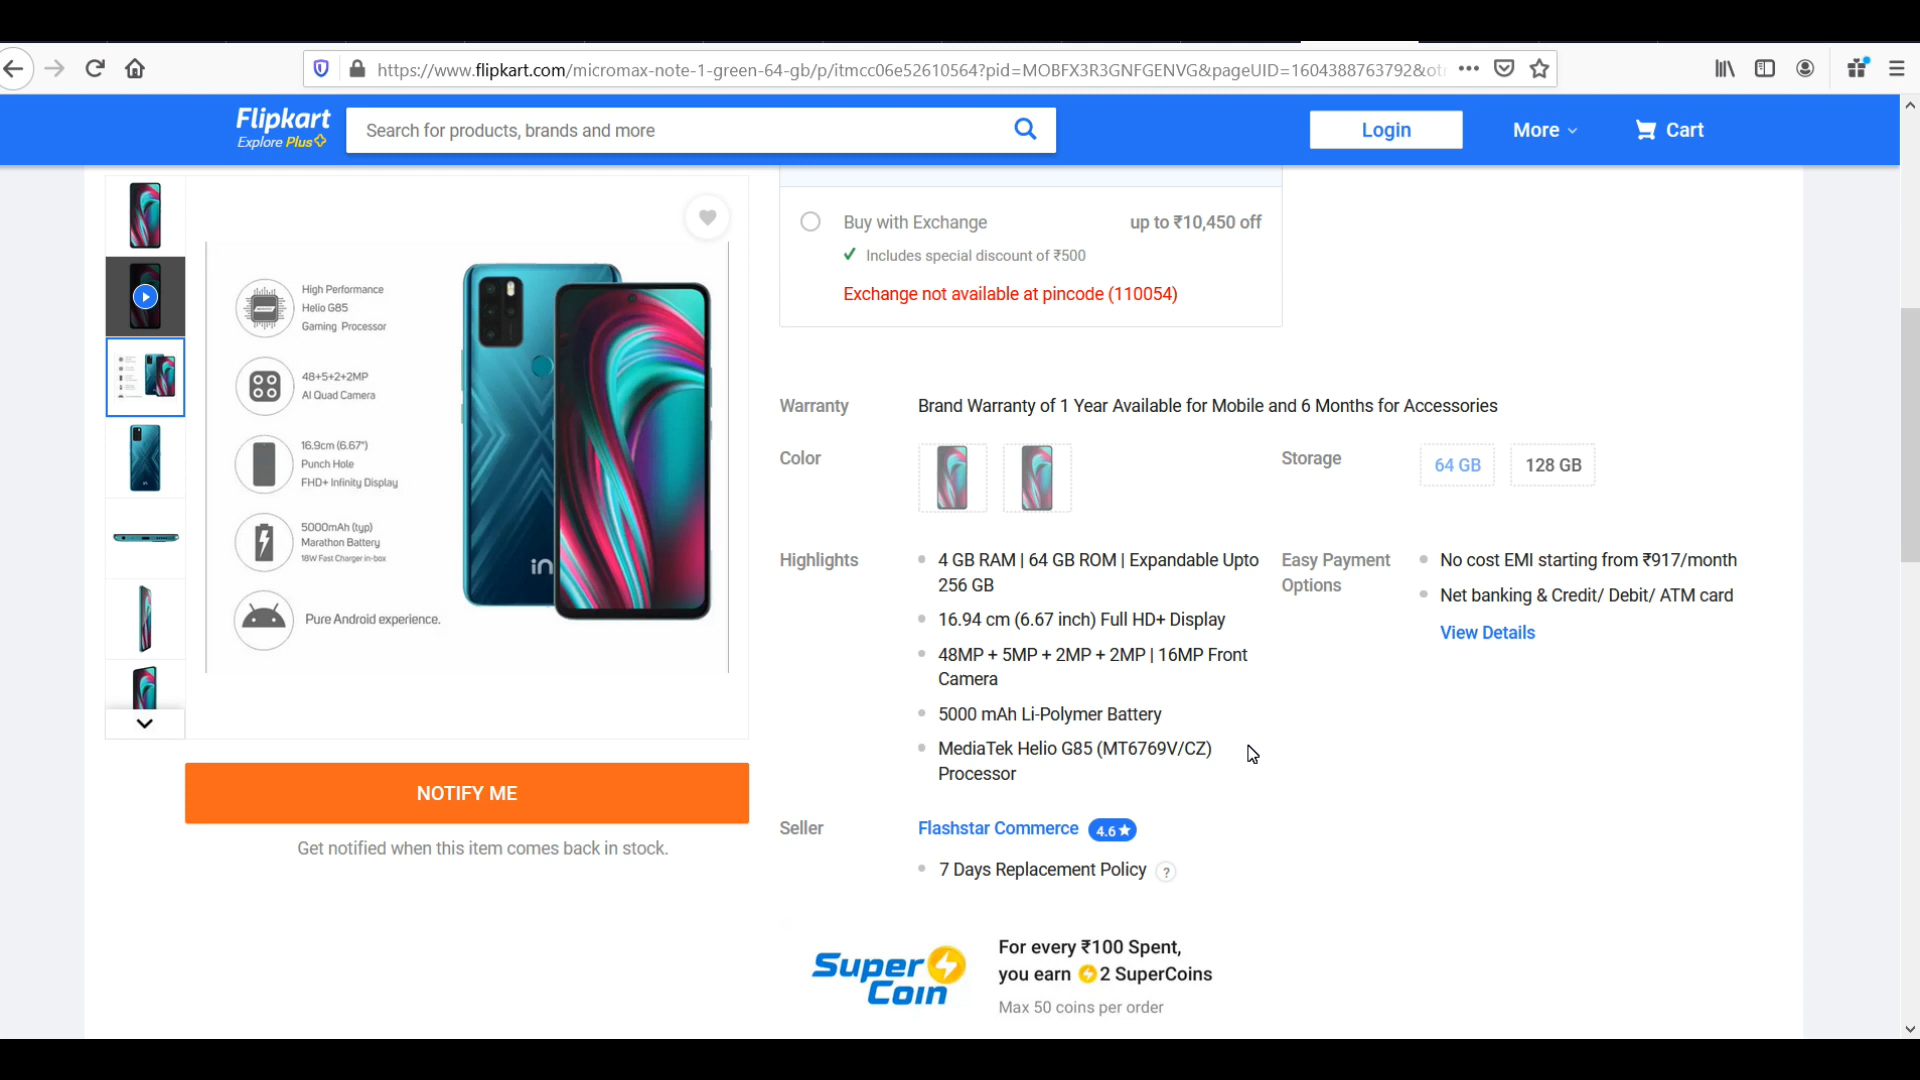 https://www.flipkart.com/micromax-note-1-green-64-gb/p/itmcc06e52610564?pid=MOBFX3R3GNFGENVG&pageUID=1604388763792&ot
Flipkart
Explore Plus
Search for products, brands and more
Login
More
Cart
Buy with Exchange
up to ₹10,450 off
Includes special discount of ₹500
Exchange not available at pincode (110054)
High Performance
Helio G85
Gaming Processor
48+5+2+2MP
AI Quad Camera
16.9cm (6.67")
Punch Hole
FHD+ Infinity Display
5000mAh (typ)
Marathon Battery
18W Fast Charger in-box
Pure Android experience.
in
NOTIFY ME
Get notified when this item comes back in stock.
Warranty
Brand Warranty of 1 Year Available for Mobile and 6 Months for Accessories
Color
Storage
64 GB
128 GB
Highlights
4 GB RAM | 64 GB ROM | Expandable Upto
256 GB
16.94 cm (6.67 inch) Full HD+ Display
48MP + 5MP + 2MP + 2MP | 16MP Front
Camera
5000 mAh Li-Polymer Battery
MediaTek Helio G85 (MT6769V/CZ)
Processor
Easy Payment
Options
No cost EMI starting from ₹917/month
Net banking & Credit/ Debit/ ATM card
View Details
Seller
Flashstar Commerce
4.6★
7 Days Replacement Policy
?
Super
Coin
For every ₹100 Spent,
you earn 2 SuperCoins
Max 50 coins per order